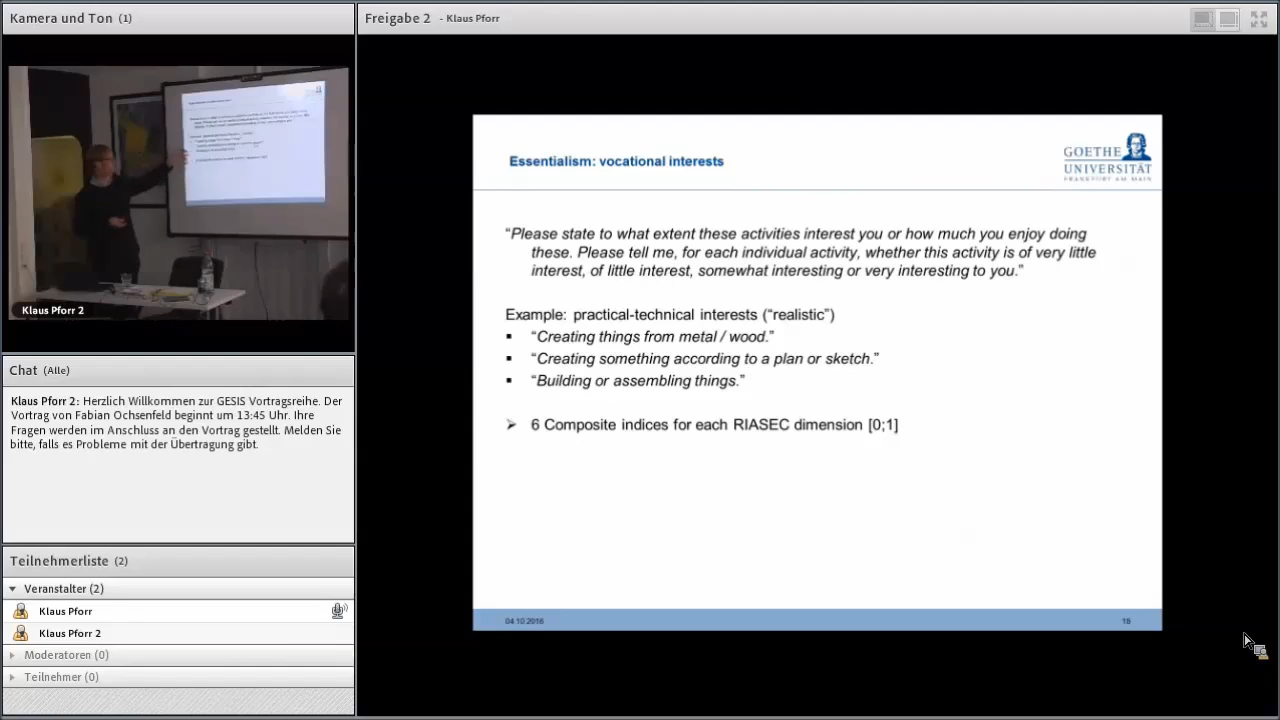 Kamera und Ton (1)
Klaus Pforr 2
Chat (Alle)
Klaus Pforr 2: Herzlich Willkommen zur GESIS Vortragsreihe. Der
Vortrag von Fabian Ochsenfeld beginnt um 13:45 Uhr. Ihre
Fragen werden im Anschluss an den Vortrag gestellt. Melden Sie
bitte, falls es Probleme mit der Übertragung gibt.
Teilnehmerliste (2)
Veranstalter (2)
Klaus Pforr
Klaus Pforr 2
Moderatoren (0)
Teilnehmer (0)
Freigabe 2 - Klaus Pforr
Essentialism: vocational interests
GOETHE
UNIVERSITÄT
FRANKFURT AM MAIN
“Please state to what extent these activities interest you or how much you enjoy doing
these. Please tell me, for each individual activity, whether this activity is of very little
interest, of little interest, somewhat interesting or very interesting to you.”
Example: practical-technical interests (“realistic”)
▪ “Creating things from metal / wood.”
▪ “Creating something according to a plan or sketch.”
▪ “Building or assembling things.”
➢ 6 Composite indices for each RIASEC dimension [0;1]
04.10.2016
18